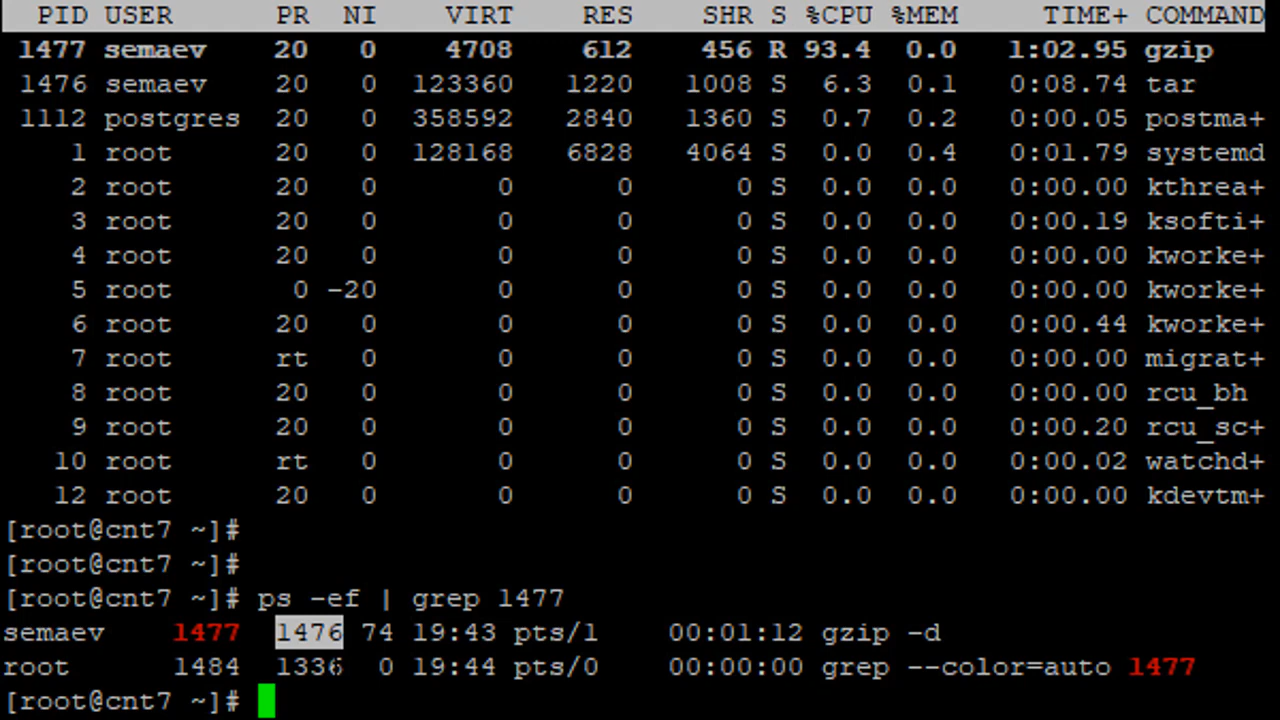 PID USER PR NI VIRT RES SHR S %CPU %MEM TIME+ COMMAND
1477 semaev 20 0 4708 612 456 R 93.4 0.0 1:02.95 gzip
1476 semaev 20 0 123360 1220 1008 S 6.3 0.1 0:08.74 tar
1112 postgres 20 0 358592 2840 1360 S 0.7 0.2 0:00.05 postma+
1 root 20 0 128168 6828 4064 S 0.0 0.4 0:01.79 systemd
2 root 20 0 0 0 0 S 0.0 0.0 0:00.00 kthrea+
3 root 20 0 0 0 0 S 0.0 0.0 0:00.19 ksofti+
4 root 20 0 0 0 0 S 0.0 0.0 0:00.00 kworke+
5 root 0 -20 0 0 0 S 0.0 0.0 0:00.00 kworke+
6 root 20 0 0 0 0 S 0.0 0.0 0:00.44 kworke+
7 root rt 0 0 0 0 S 0.0 0.0 0:00.00 migrat+
8 root 20 0 0 0 0 S 0.0 0.0 0:00.00 rcu_bh
9 root 20 0 0 0 0 S 0.0 0.0 0:00.20 rcu_sc+
10 root rt 0 0 0 0 S 0.0 0.0 0:00.02 watchd+
12 root 20 0 0 0 0 S 0.0 0.0 0:00.00 kdevtm+
[root@cnt7 ~]#
[root@cnt7 ~]#
[root@cnt7 ~]# ps -ef | grep 1477
semaev 1477 1476 74 19:43 pts/1 00:01:12 gzip -d
root 1484 1336 0 19:44 pts/0 00:00:00 grep --color=auto 1477
[root@cnt7 ~]#